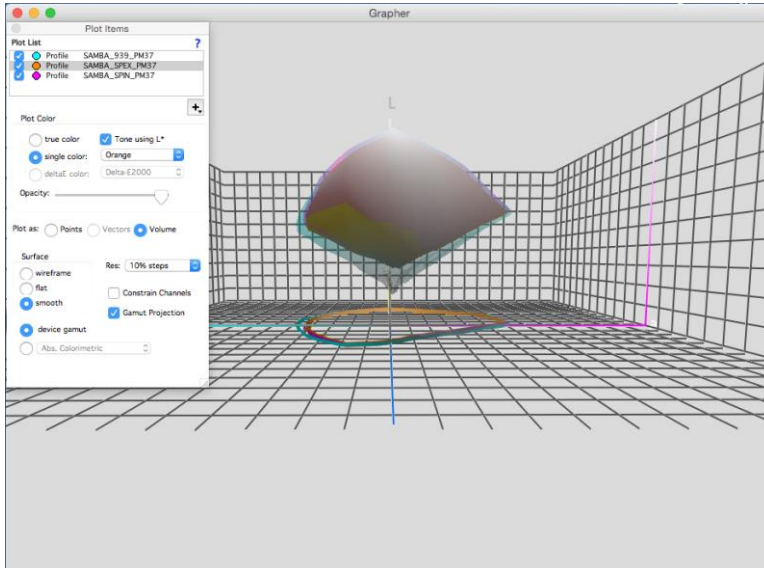 Grapher
Plot Items
Plot List ?
Profile SAMBA_939_PM37
Profile SAMBA_SPEX_PM37
Profile SAMBA_SPIN_PM37
+
Plot Color
true color Tone using L*
single color: Orange
deltaE color: Delta-E2000
Opacity:
Plot as: Points Vectors Volume
Surface
Res: 10% steps
wireframe
flat
Constrain Channels
smooth
Gamut Projection
device gamut
Abs. Colorimetric
L